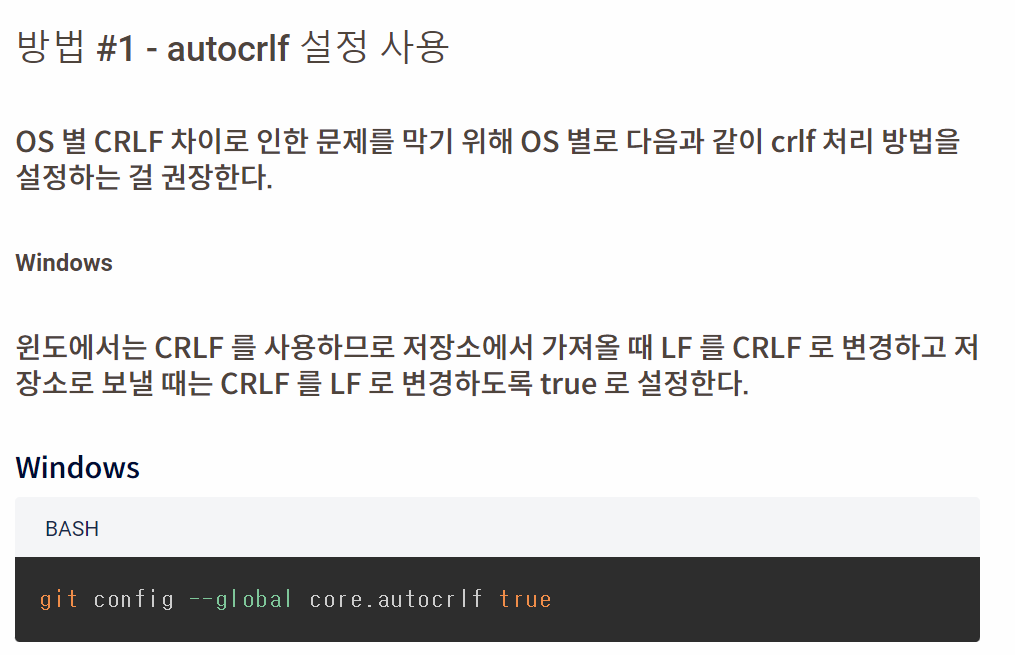 방법 #1 - autocrlf 설정 사용
OS 별 CRLF 차이로 인한 문제를 막기 위해 OS 별로 다음과 같이 crlf 처리 방법을
설정하는 걸 권장한다.
Windows
윈도에서는 CRLF 를 사용하므로 저장소에서 가져올 때 LF 를 CRLF 로 변경하고 저
장소로 보낼 때는 CRLF 를 LF 로 변경하도록 true 로 설정한다.
Windows
BASH
git config --global core.autocrlf true